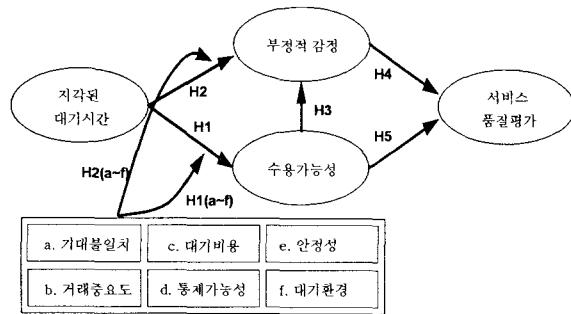 부정적 감정
H4
H2
지각된
대기시간
H3
서비스
품질평가
H1
H5
수용가능성
H2(a~f)
H1(a~f)
a. 기대불일치
c. 대기비용
e. 안정성
b. 거래중요도
d. 통제가능성
f. 대기환경